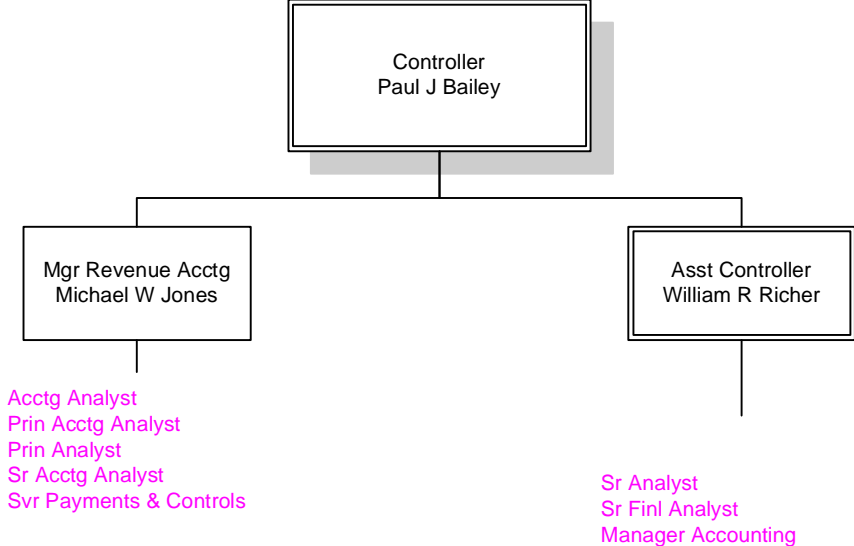 Controller
Paul J Bailey
Mgr Revenue Acctg
Michael W Jones
Asst Controller
William R Richer
Acctg Analyst
Prin Acctg Analyst
Prin Analyst
Sr Acctg Analyst
Svr Payments & Controls
Sr Analyst
Sr Finl Analyst
Manager Accounting